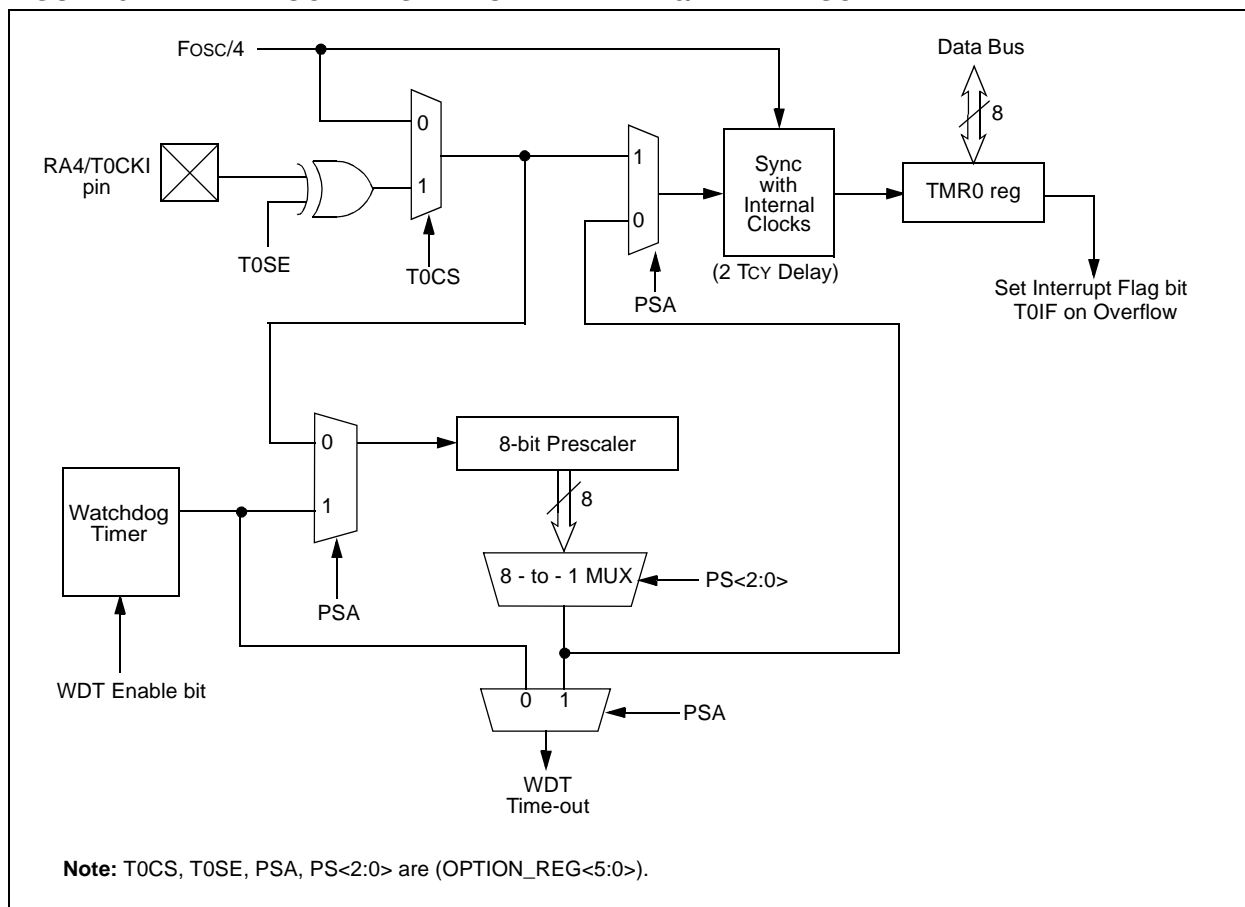 FOSC/4
Data Bus
8
0
1
RA4/T0CKI
pin
T0SE
T0CS
1
0
PSA
Sync
with
Internal
Clocks
(2 TCY Delay)
TMR0 reg
Set Interrupt Flag bit
T0IF on Overflow
0
1
PSA
8-bit Prescaler
8
Watchdog
Timer
WDT Enable bit
8 - to - 1 MUX
PS<2:0>
0 1
PSA
WDT
Time-out
Note: T0CS, T0SE, PSA, PS<2:0> are (OPTION_REG<5:0>).